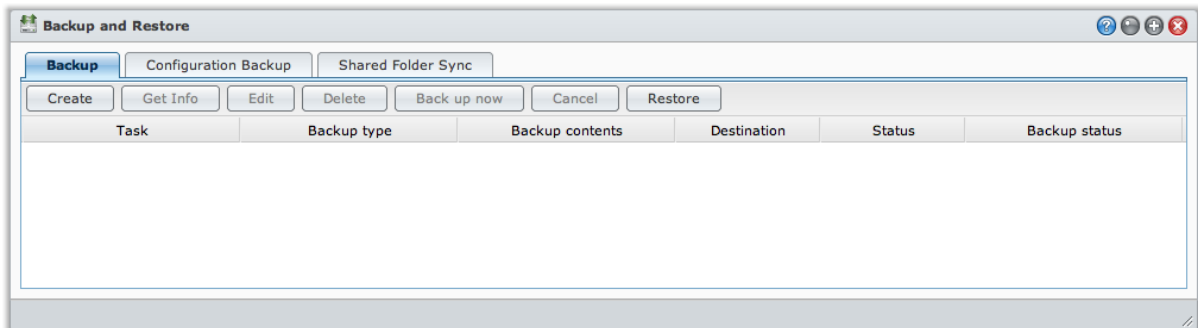 Backup and Restore
Backup Configuration Backup Shared Folder Sync
Create Get Info Edit Delete Back up now Cancel Restore
Task Backup type Backup contents Destination Status Backup status